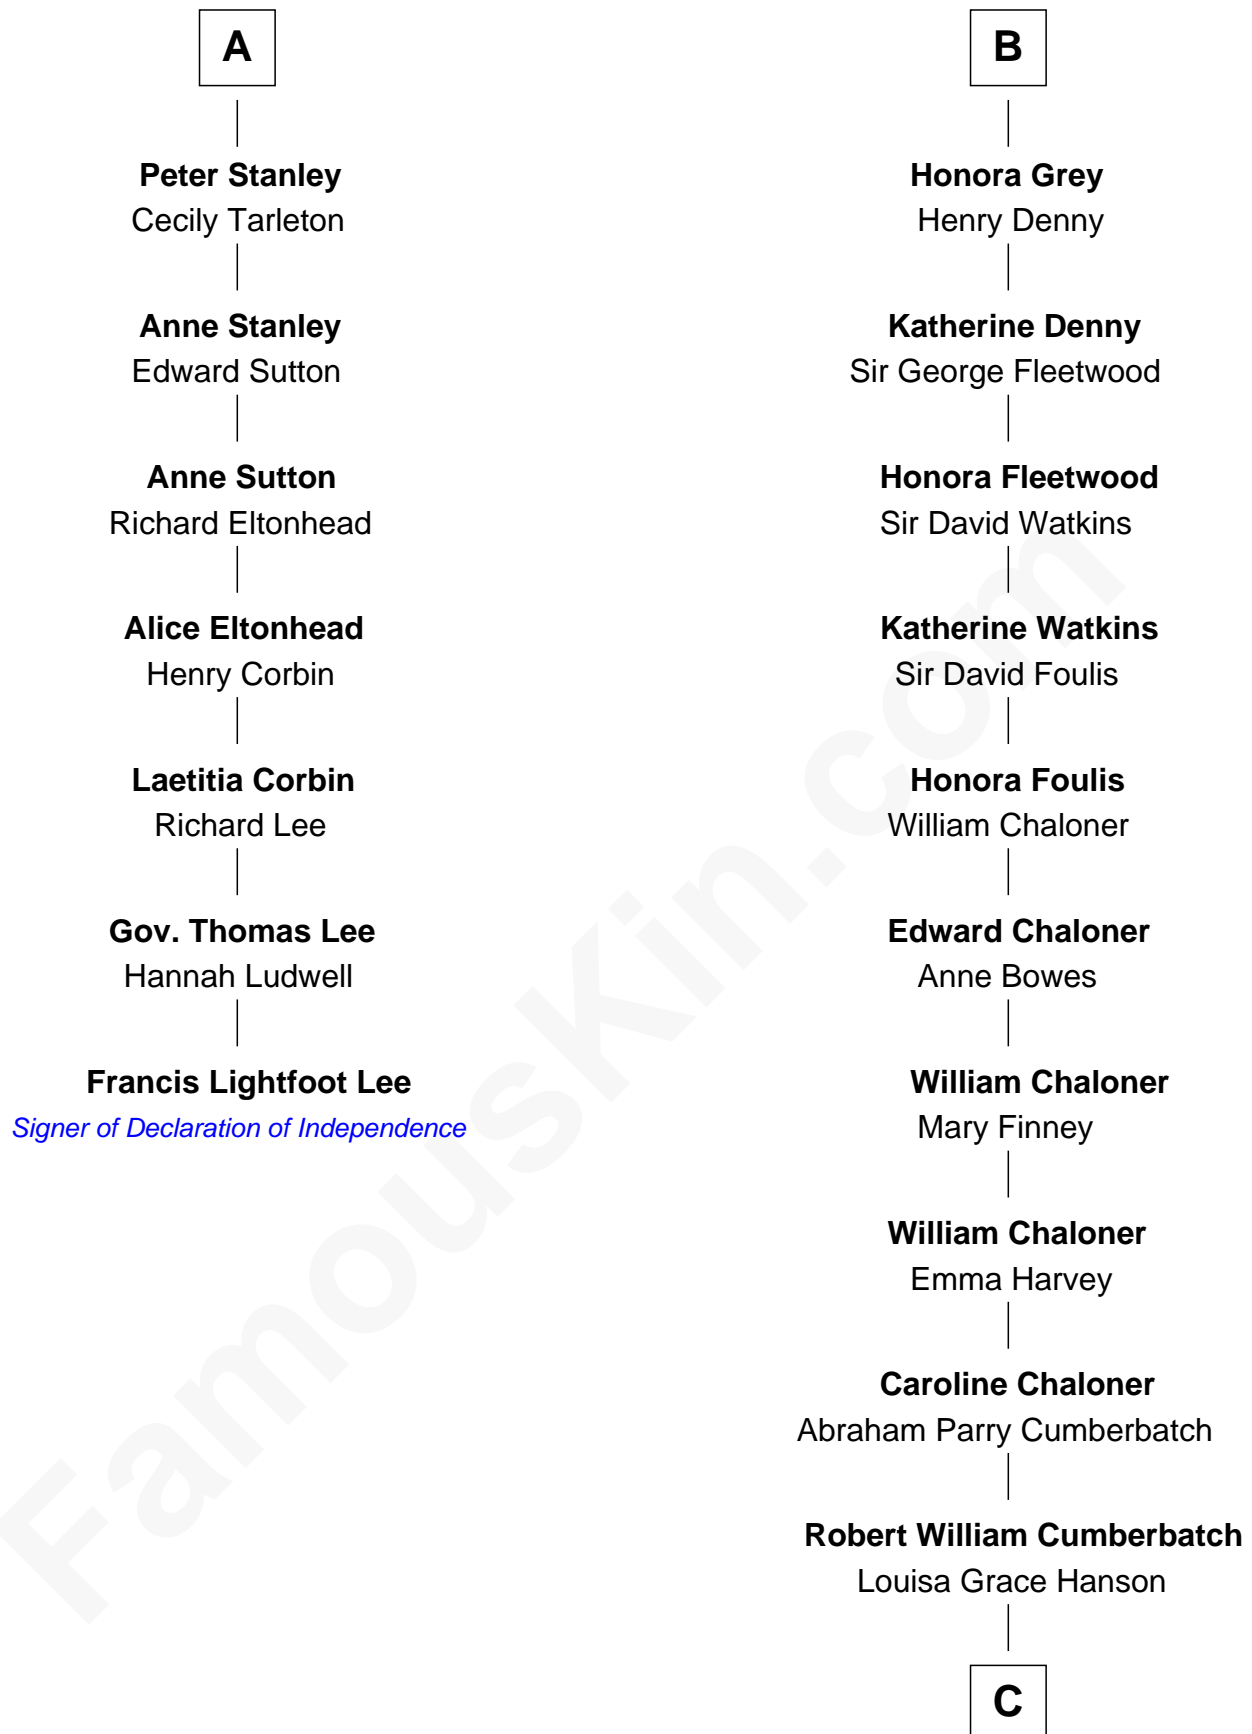 A
Peter Stanley
Cecily Tarleton
Anne Stanley
Edward Sutton
Anne Sutton
Richard Eltonhead
Alice Eltonhead
Henry Corbin
Laetitia Corbin
Richard Lee
Gov. Thomas Lee
Hannah Ludwell
Francis Lightfoot Lee
Signer of Declaration of Independence
B
Honora Grey
Henry Denny
Katherine Denny
Sir George Fleetwood
Honora Fleetwood
Sir David Watkins
Katherine Watkins
Sir David Foulis
Honora Foulis
William Chaloner
Edward Chaloner
Anne Bowes
William Chaloner
Mary Finney
William Chaloner
Emma Harvey
Caroline Chaloner
Abraham Parry Cumberbatch
Robert William Cumberbatch
Louisa Grace Hanson
C
FamousKin.com